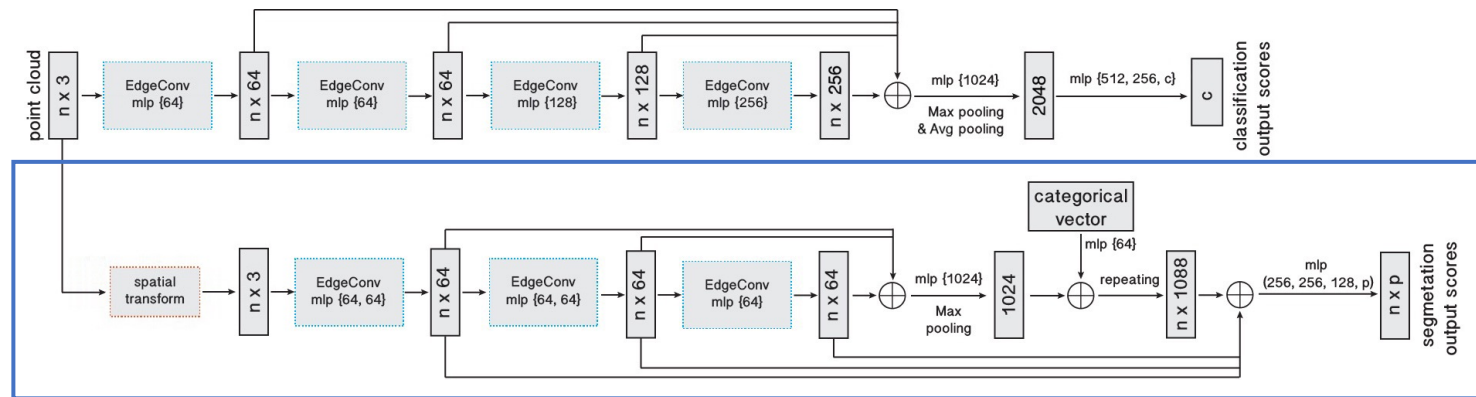 point cloud
n x 3
EdgeConv
mlp {64}
n x 64
EdgeConv
mlp {64}
n x 64
EdgeConv
mlp {128}
n x 128
EdgeConv
mlp {256}
n x 256
mlp {1024}
Max pooling
& Avg pooling
2048
mlp {512, 256, c}
c
classification
output scores
spatial
transform
n x 3
EdgeConv
mlp {64, 64}
n x 64
EdgeConv
mlp {64, 64}
n x 64
EdgeConv
mlp {64}
n x 64
mlp {1024}
Max
pooling
1024
categorical
vector
mlp {64}
repeating
n x 1088
mlp
(256, 256, 128, p)
n x p
segmetation
output scores